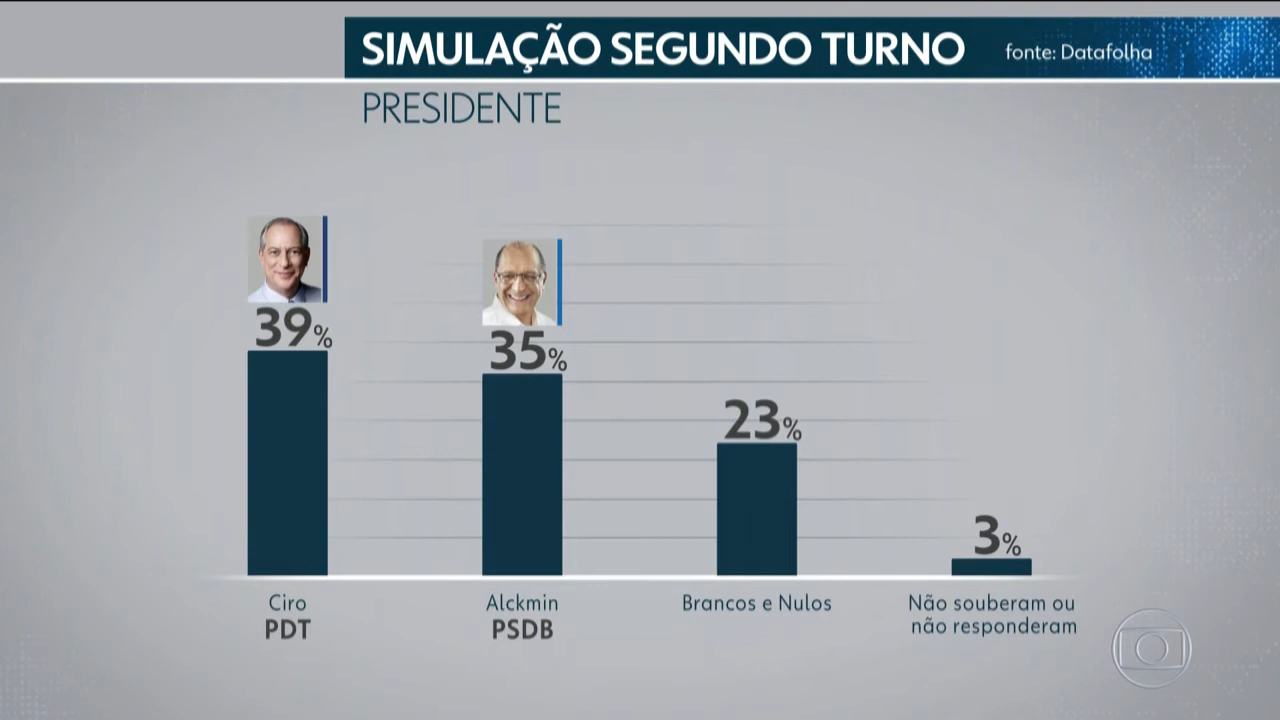 SIMULAÇÃO SEGUNDO TURNO
fonte: Datafolha
PRESIDENTE
39%
35%
23%
3%
Ciro
PDT
Alckmin
PSDB
Brancos e Nulos
Não souberam ou
não responderam